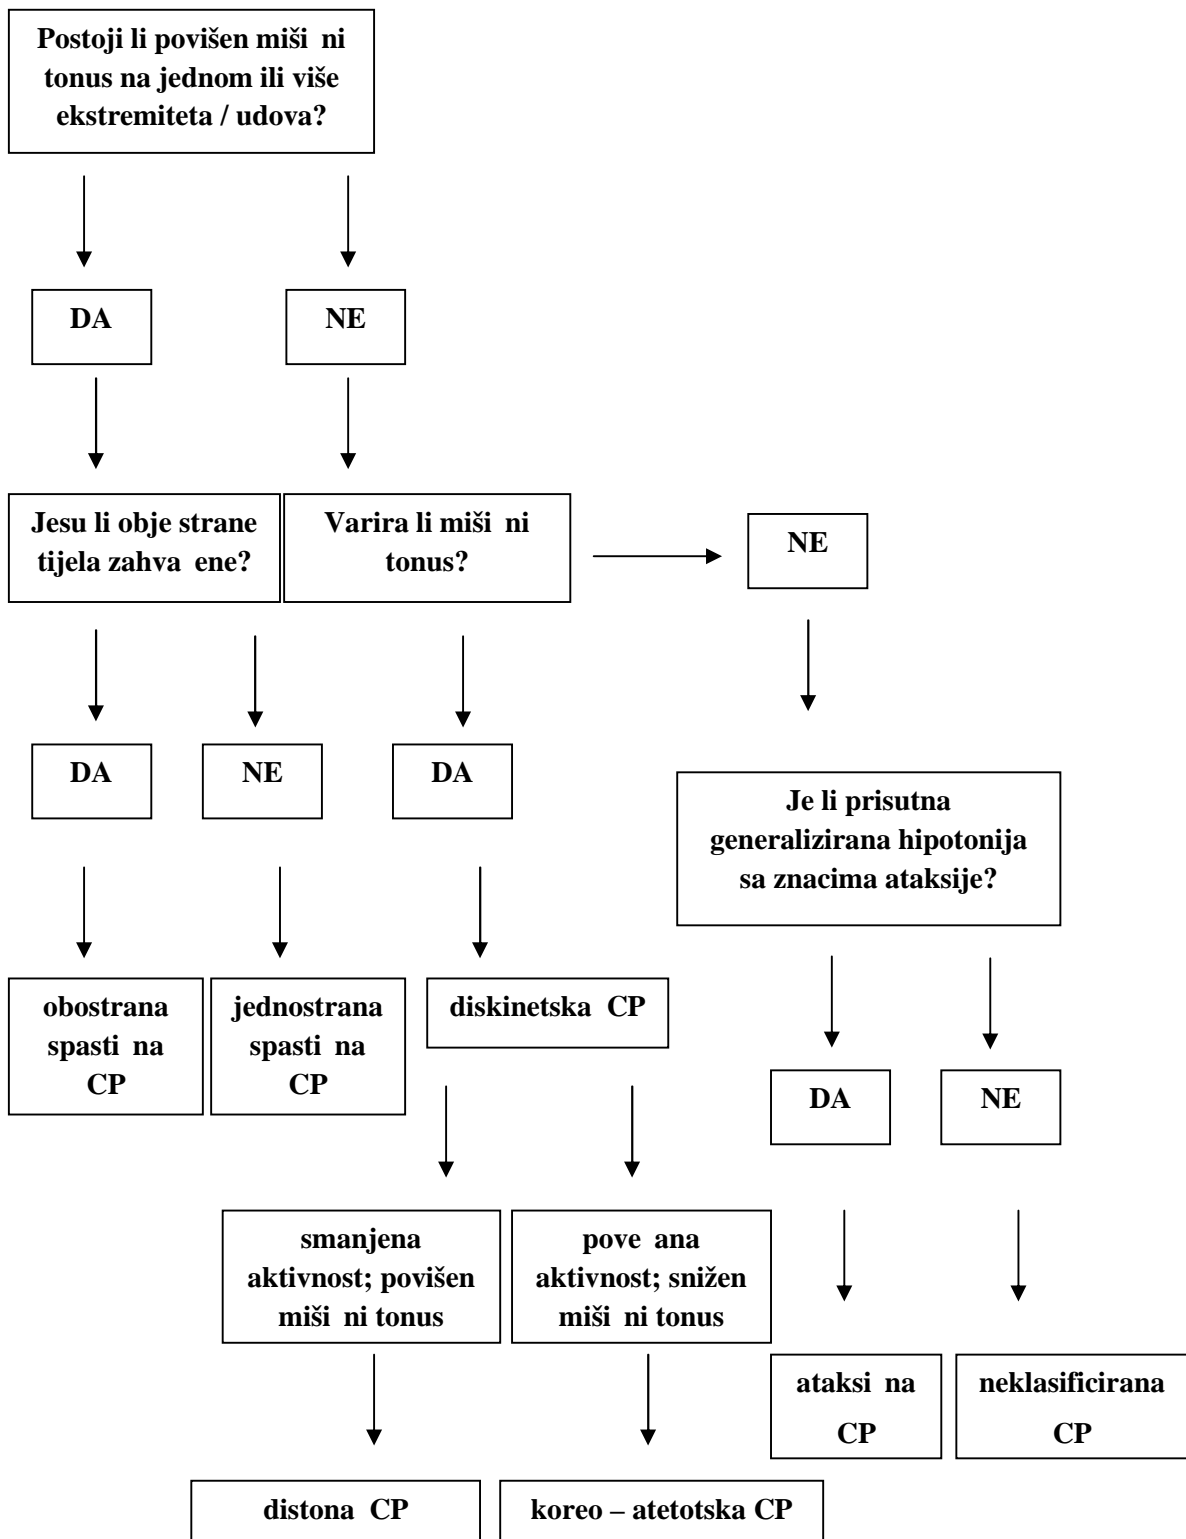 Postoji li povišen miši ni
tonus na jednom ili više
ekstremiteta / udova?
DA
NE
Jesu li obje strane
tijela zahva ene?
Varira li miši ni
tonus?
NE
DA
NE
DA
Je li prisutna
generalizirana hipotonija
sa znacima ataksije?
obostrana
spasti na
CP
jednostrana
spasti na
CP
diskinetska CP
DA
NE
smanjena
aktivnost; povišen
miši ni tonus
pove ana
aktivnost; snižen
miši ni tonus
ataksi na
CP
neklasificirana
CP
distona CP
koreo – atetotska CP